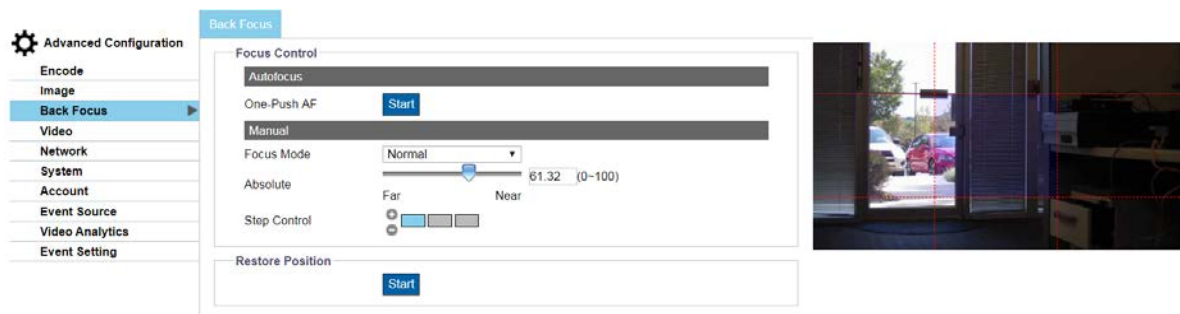 Back Focus
Advanced Configuration
Encode
Image
Back Focus
Video
Network
System
Account
Event Source
Video Analytics
Event Setting
Focus Control
Autofocus
One-Push AF Start
Manual
Focus Mode Normal
Absolute 61.32 (0~100)
Far Near
Step Control
Restore Position
Start